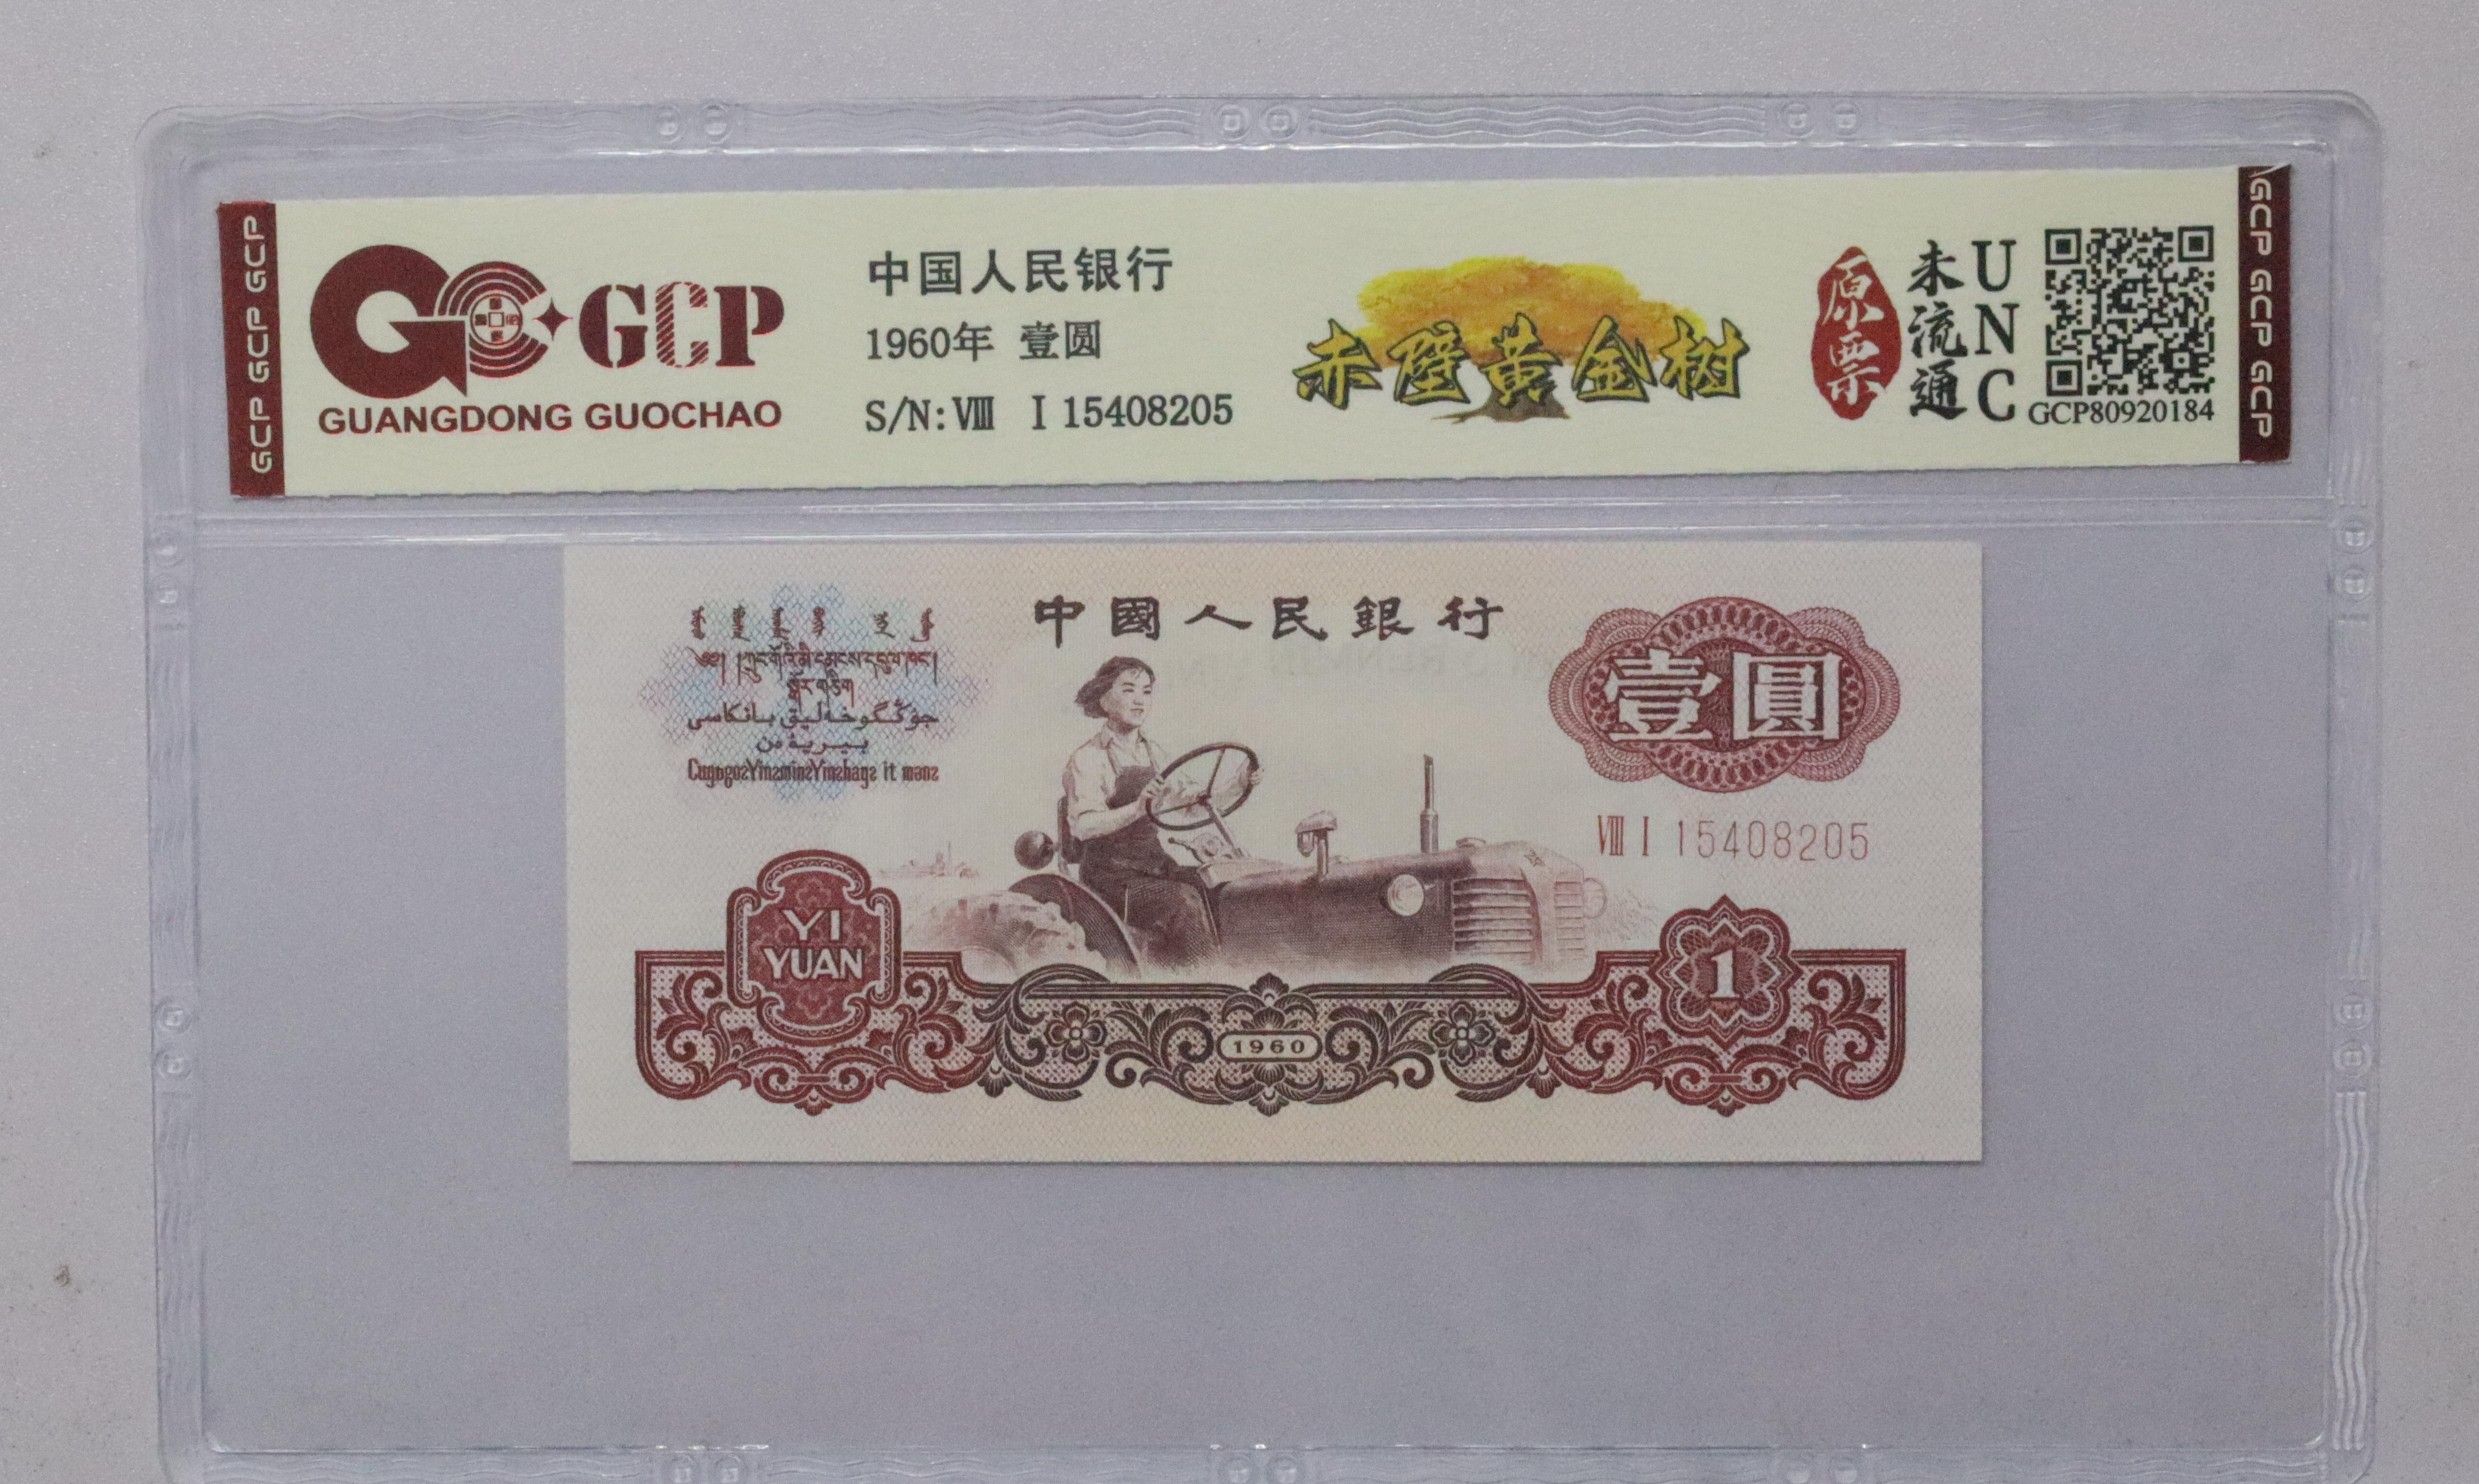 GCP GCP GCP
GCP
GUANGDONG GUOCHAO
中国人民银行
1960年 壹圆
S/N: Ⅷ Ⅰ 15408205
赤壁黄金树
原票
未流通
UNC
GCP80920184
GCP GCP GCP
中國人民銀行
壹圓
Ⅷ Ⅰ 15408205
YI
YUAN
1
1960